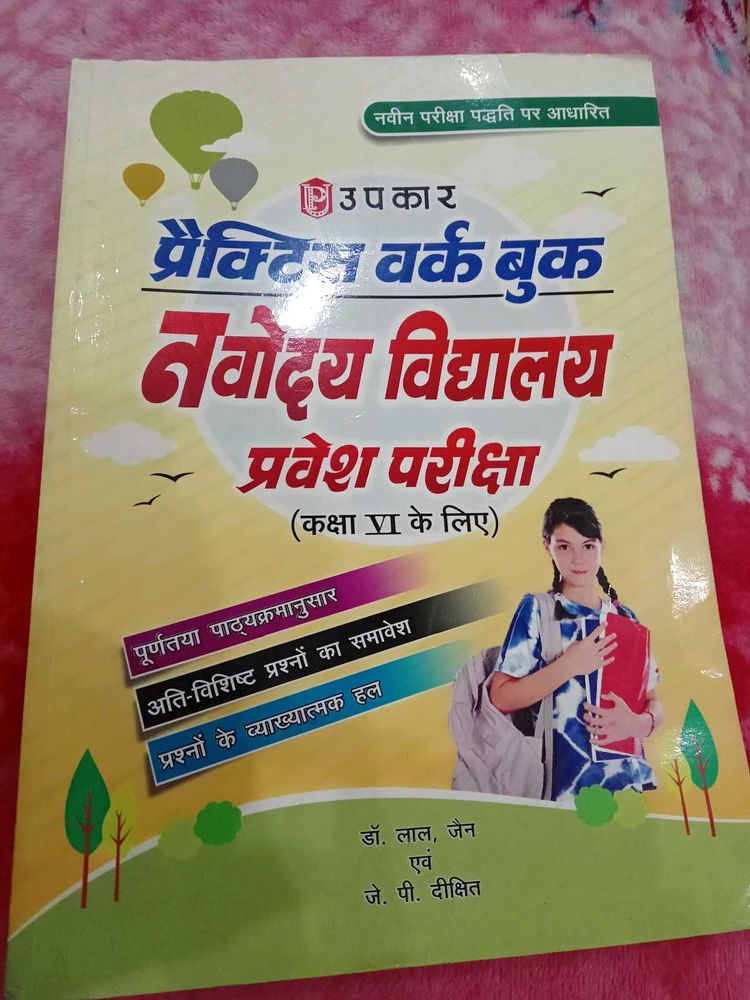 नवीन परीक्षा पद्धति पर आधारित
उपकार
प्रैक्टिस वर्क बुक
नवोदय विद्यालय
प्रवेश परीक्षा
(कक्षा VI के लिए)
पूर्णतया पाठ्यक्रमानुसार
अति-विशिष्ट प्रश्नों का समावेश
प्रश्नों के व्याख्यात्मक हल
डॉ. लाल, जैन
एवं
जे. पी. दीक्षित